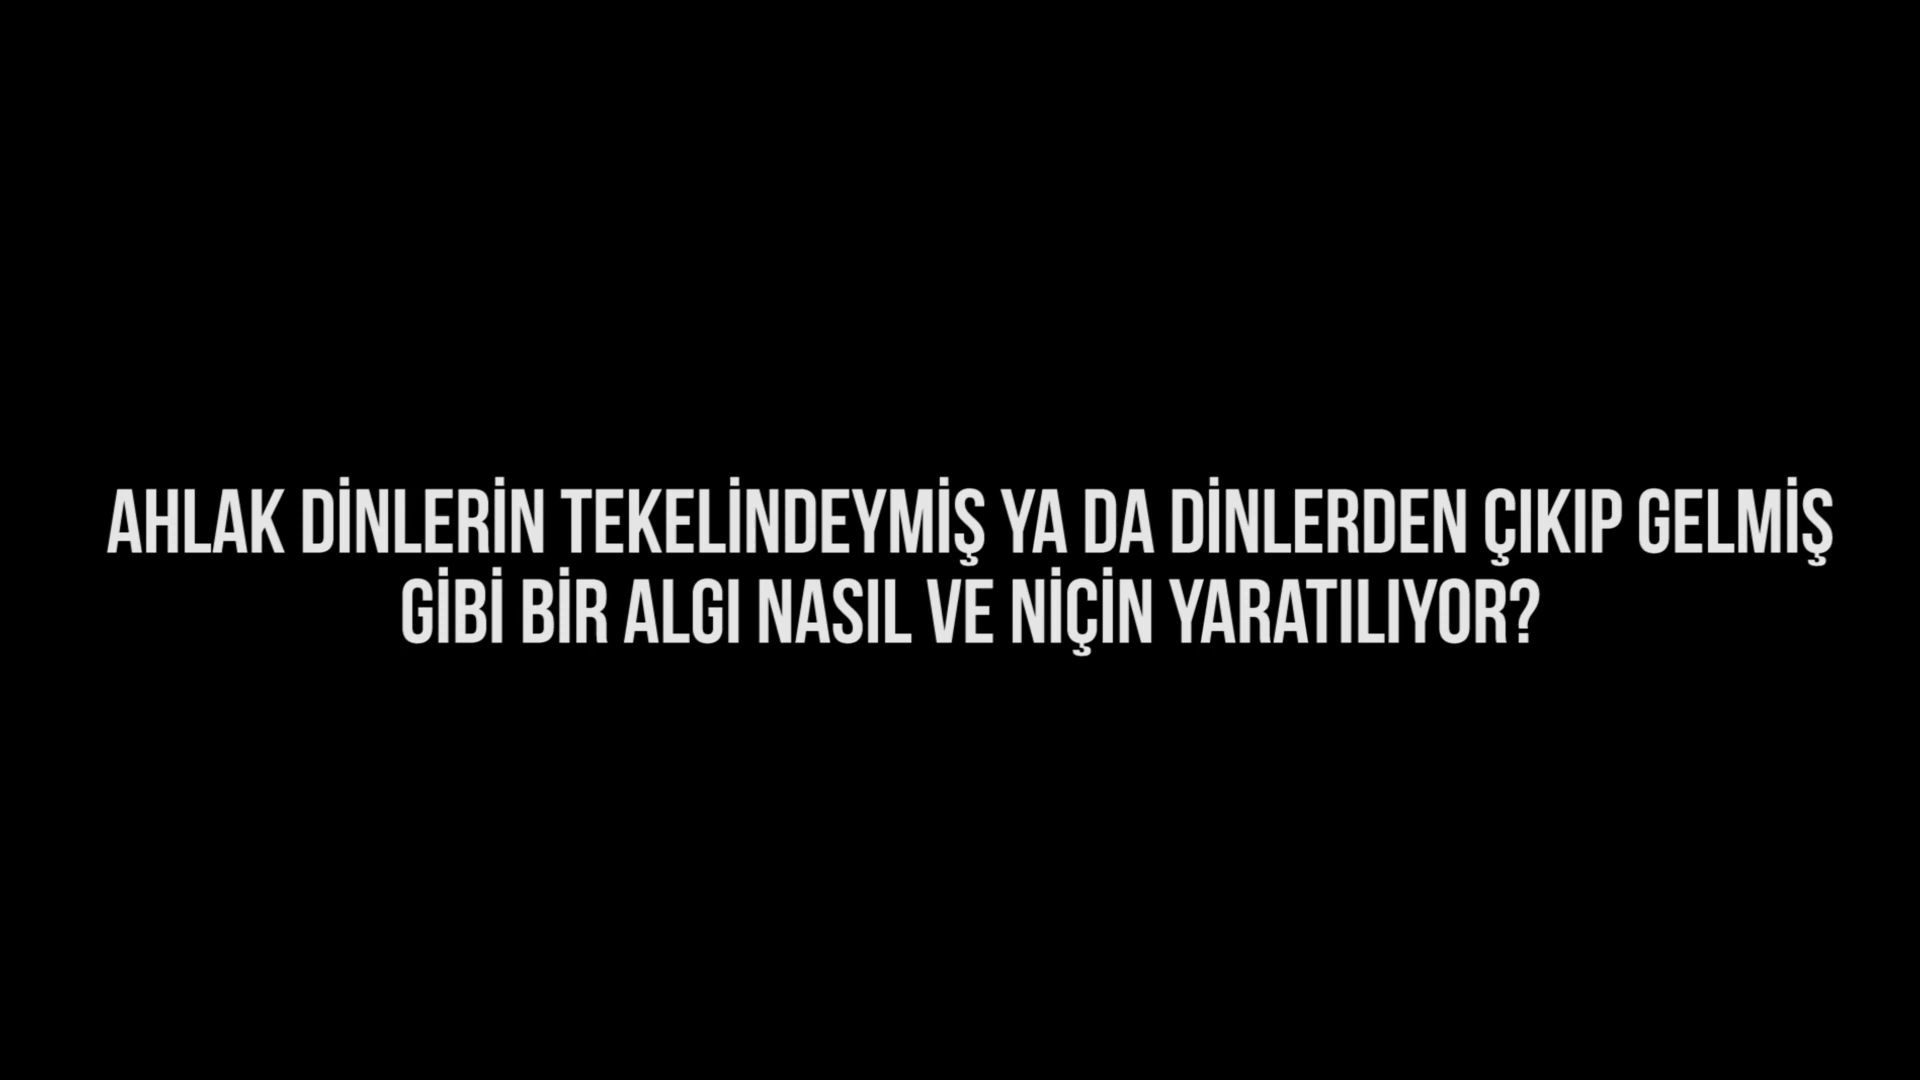 AHLAK DİNLERİN TEKELİNDEYMİŞ YA DA DİNLERDEN ÇIKIP GELMİŞ
GİBİ BİR ALGI NASIL VE NİÇİN YARATILIYOR?